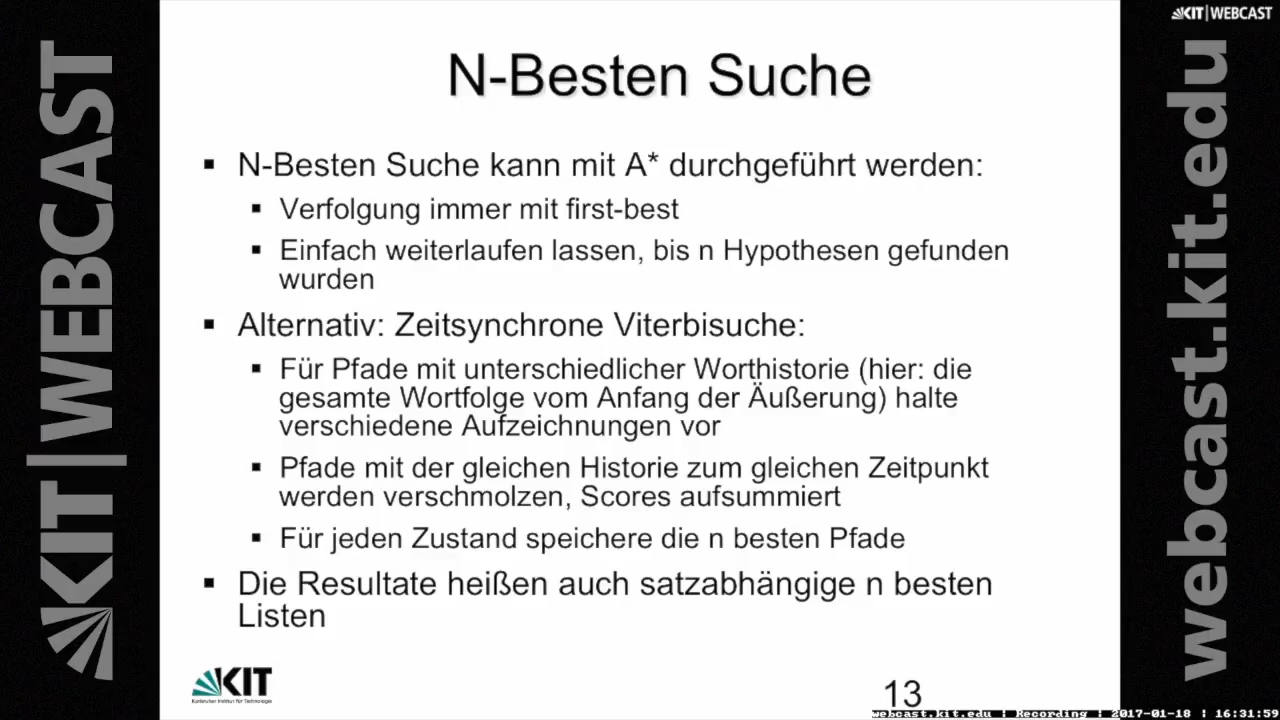 KIT|WEBCAST
KIT|WEBCAST
webcast.kit.edu
N-Besten Suche
▪ N-Besten Suche kann mit A* durchgeführt werden:
▪ Verfolgung immer mit first-best
▪ Einfach weiterlaufen lassen, bis n Hypothesen gefunden
wurden
▪ Alternativ: Zeitsynchrone Viterbisuche:
▪ Für Pfade mit unterschiedlicher Worthistorie (hier: die
gesamte Wortfolge vom Anfang der Äußerung) halte
verschiedene Aufzeichnungen vor
▪ Pfade mit der gleichen Historie zum gleichen Zeitpunkt
werden verschmolzen, Scores aufsummiert
▪ Für jeden Zustand speichere die n besten Pfade
▪ Die Resultate heißen auch satzabhängige n besten
Listen
KIT
Karlsruher Institut für Technologie
13
webcast.kit.edu | Recording | 2017-01-18 | 16:31:59